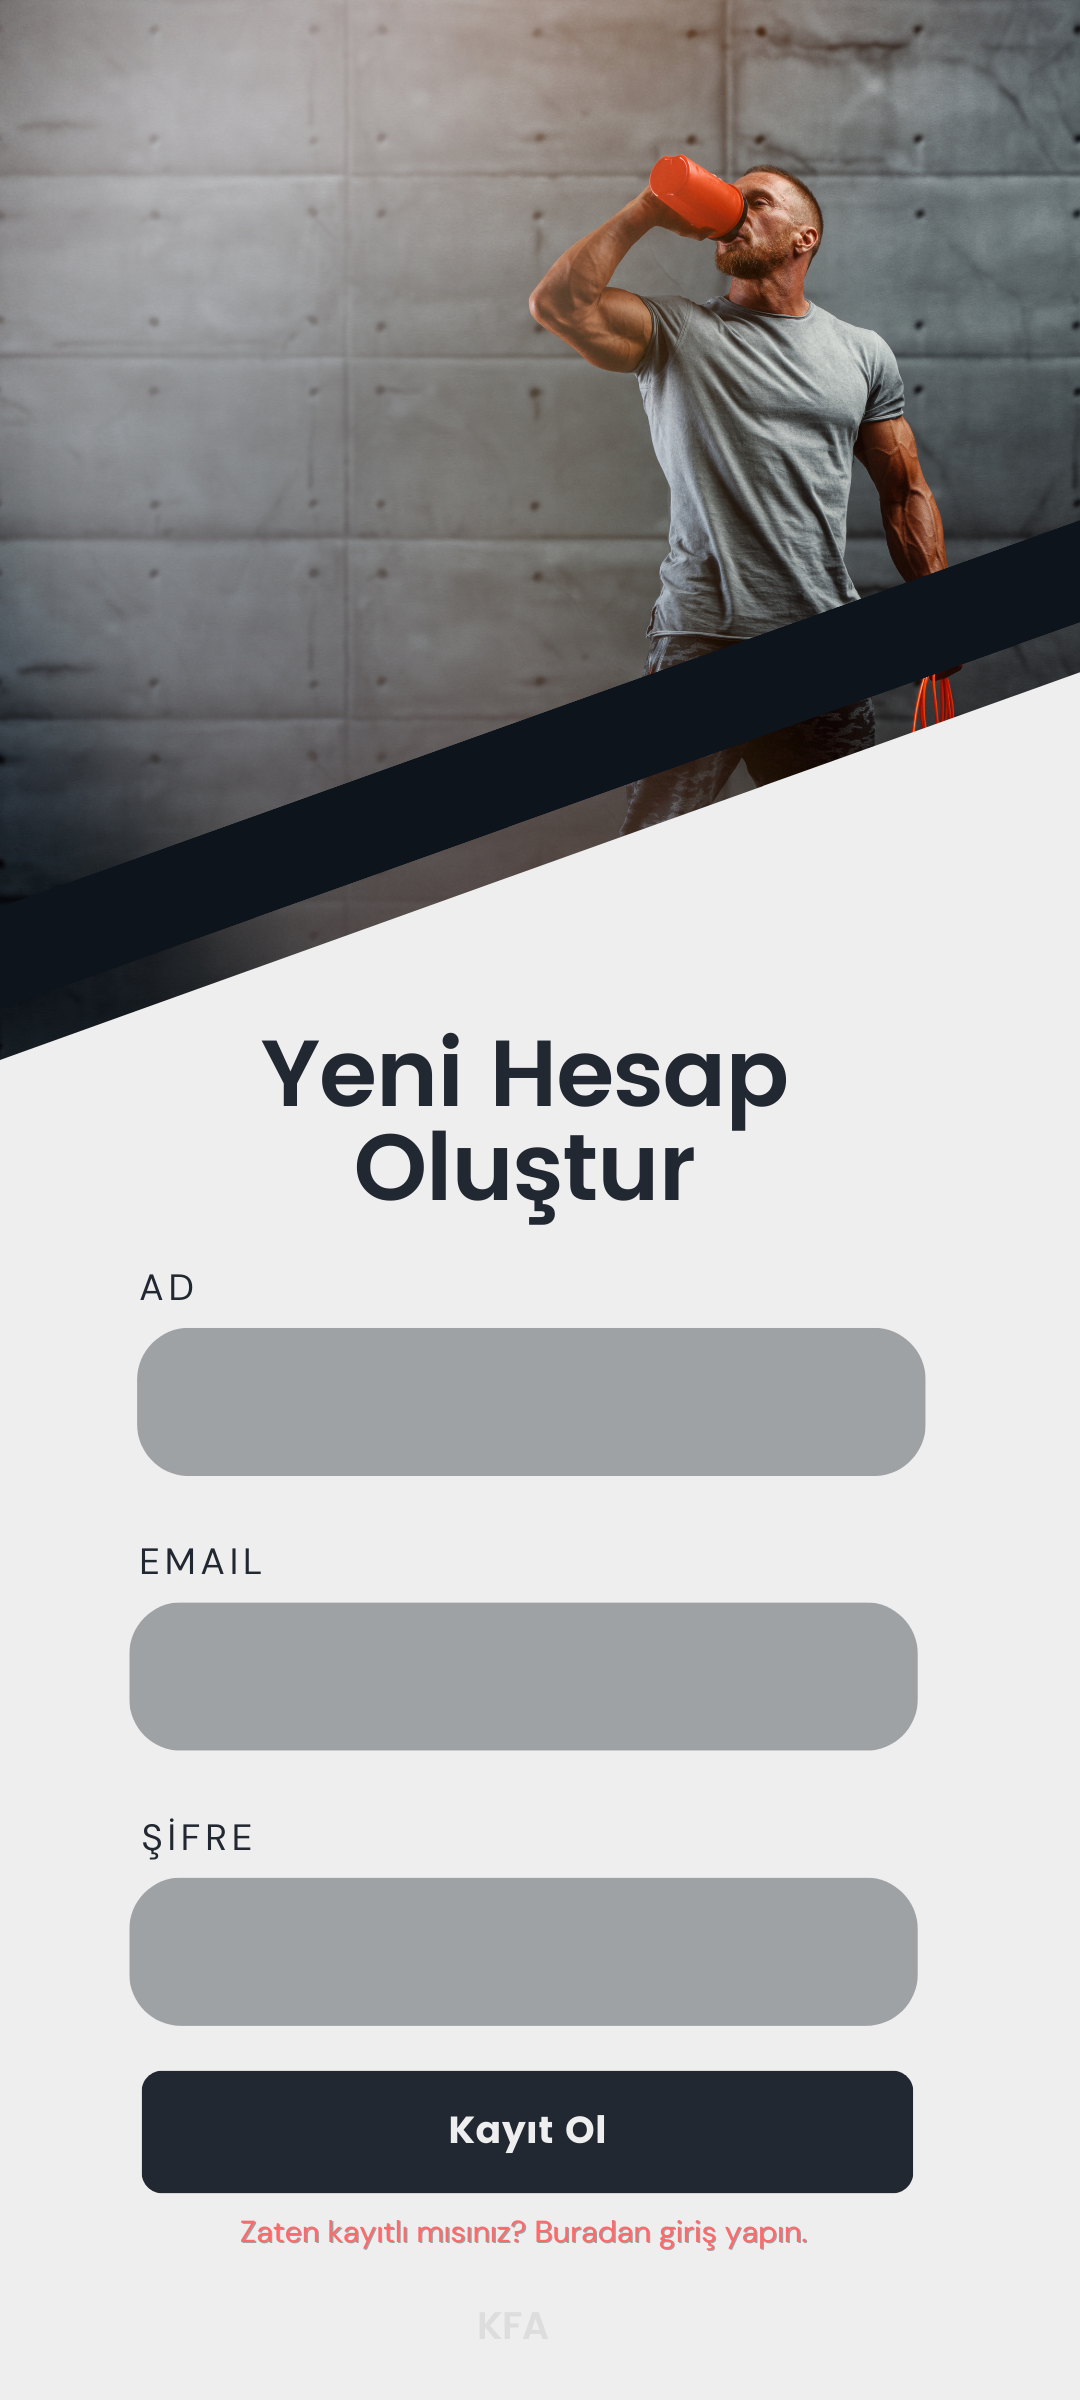 Yeni Hesap
Oluştur
AD
EMAIL
ŞİFRE
Kayıt Ol
Zaten kayıtlı mısınız? Buradan giriş yapın.
KFA